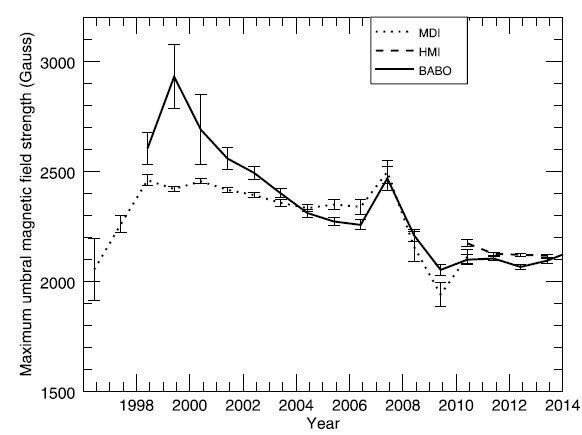 MDI
HMI
BABO
3000
2500
2000
1500
Maximum umbral magnetic field strength (Gauss)
1998 2000 2002 2004 2006 2008 2010 2012 2014
Year